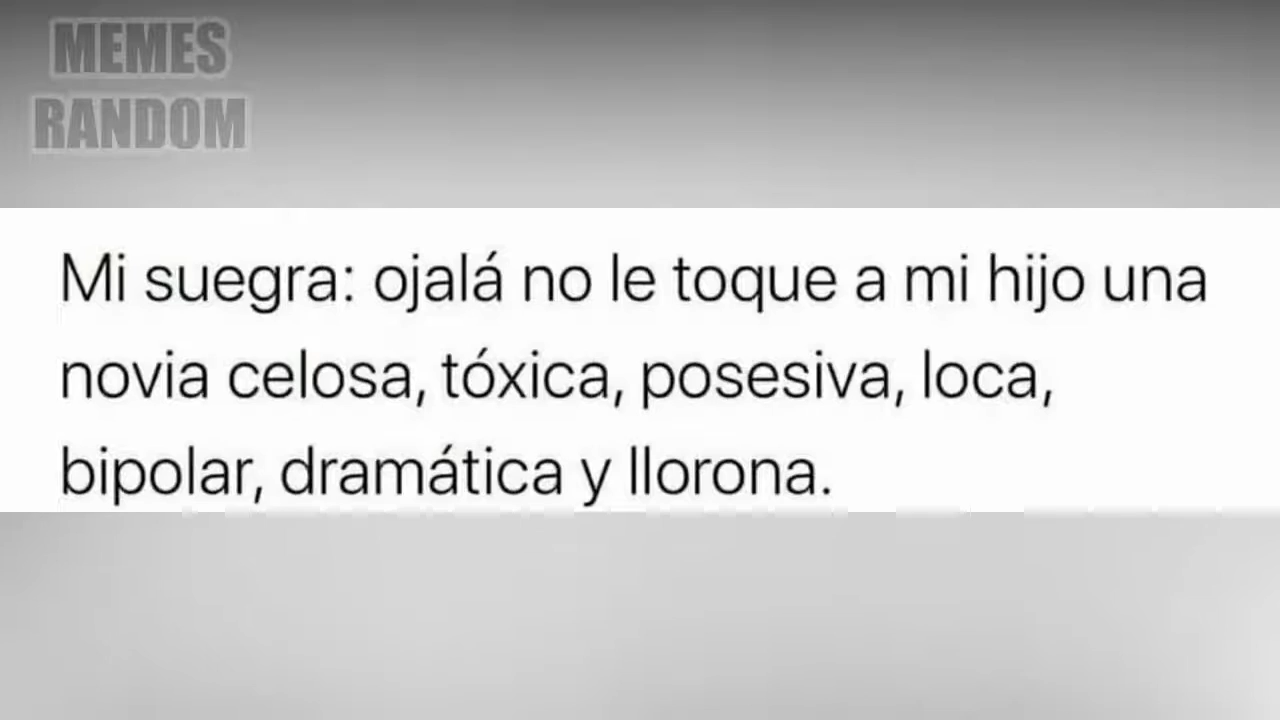 MEMES
RANDOM
Mi suegra: ojalá no le toque a mi hijo una
novia celosa, tóxica, posesiva, loca,
bipolar, dramática y llorona.